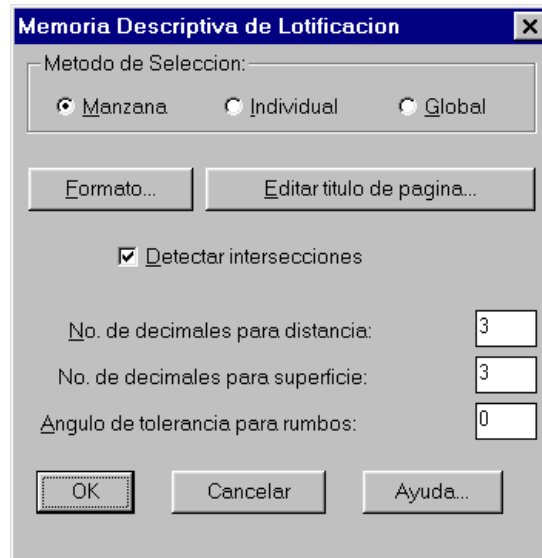 Memoria Descriptiva de Lotificacion
Metodo de Seleccion:
Manzana Individual Global
Formato... Editar titulo de pagina...
Detectar intersecciones
No. de decimales para distancia: 3
No. de decimales para superficie: 3
Angulo de tolerancia para rumbos: 0
OK Cancelar Ayuda...